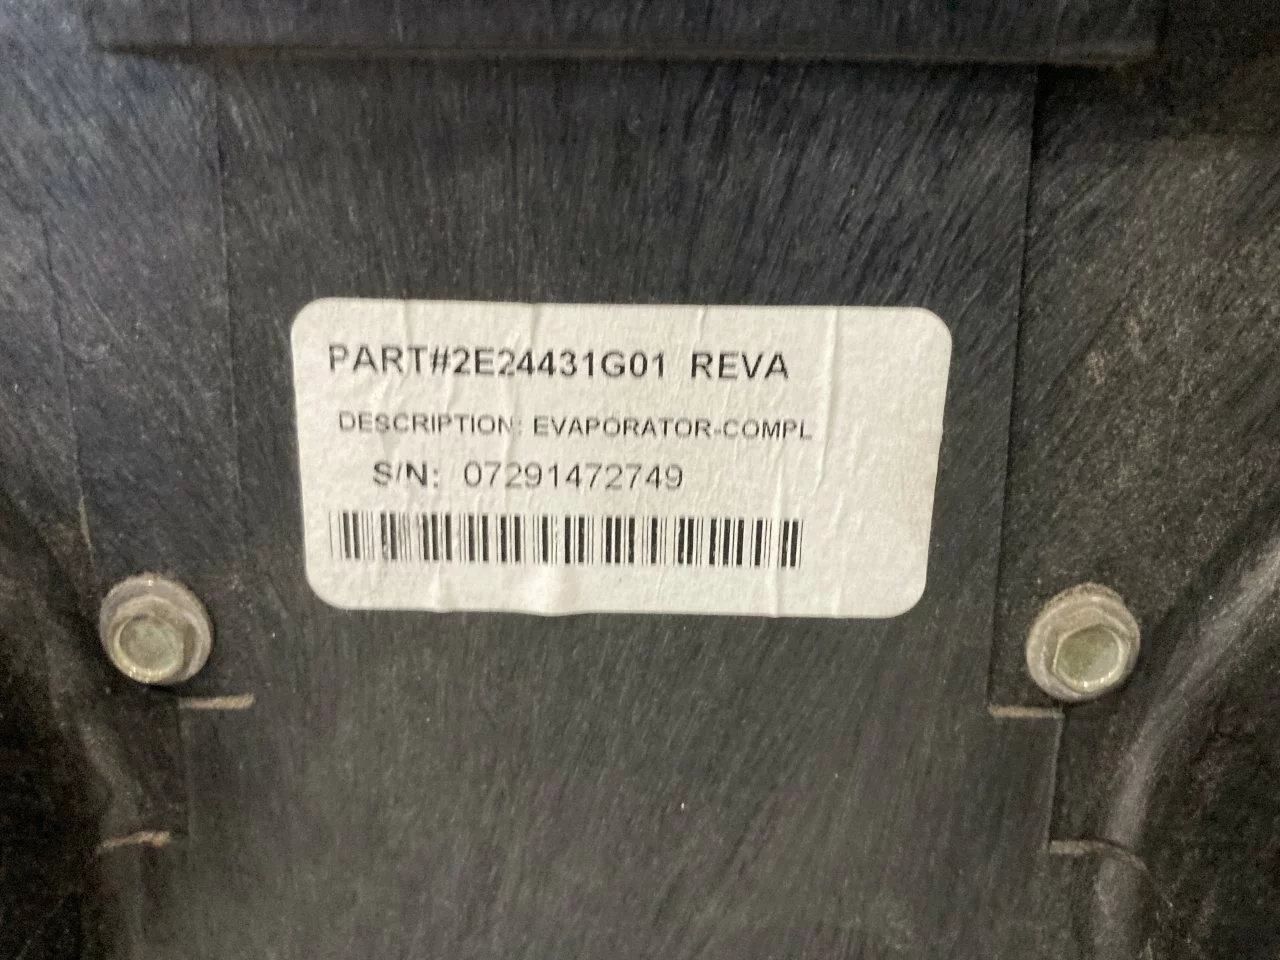 PART#2E24431G01 REVA
DESCRIPTION: EVAPORATOR-COMPL
S/N: 07291472749